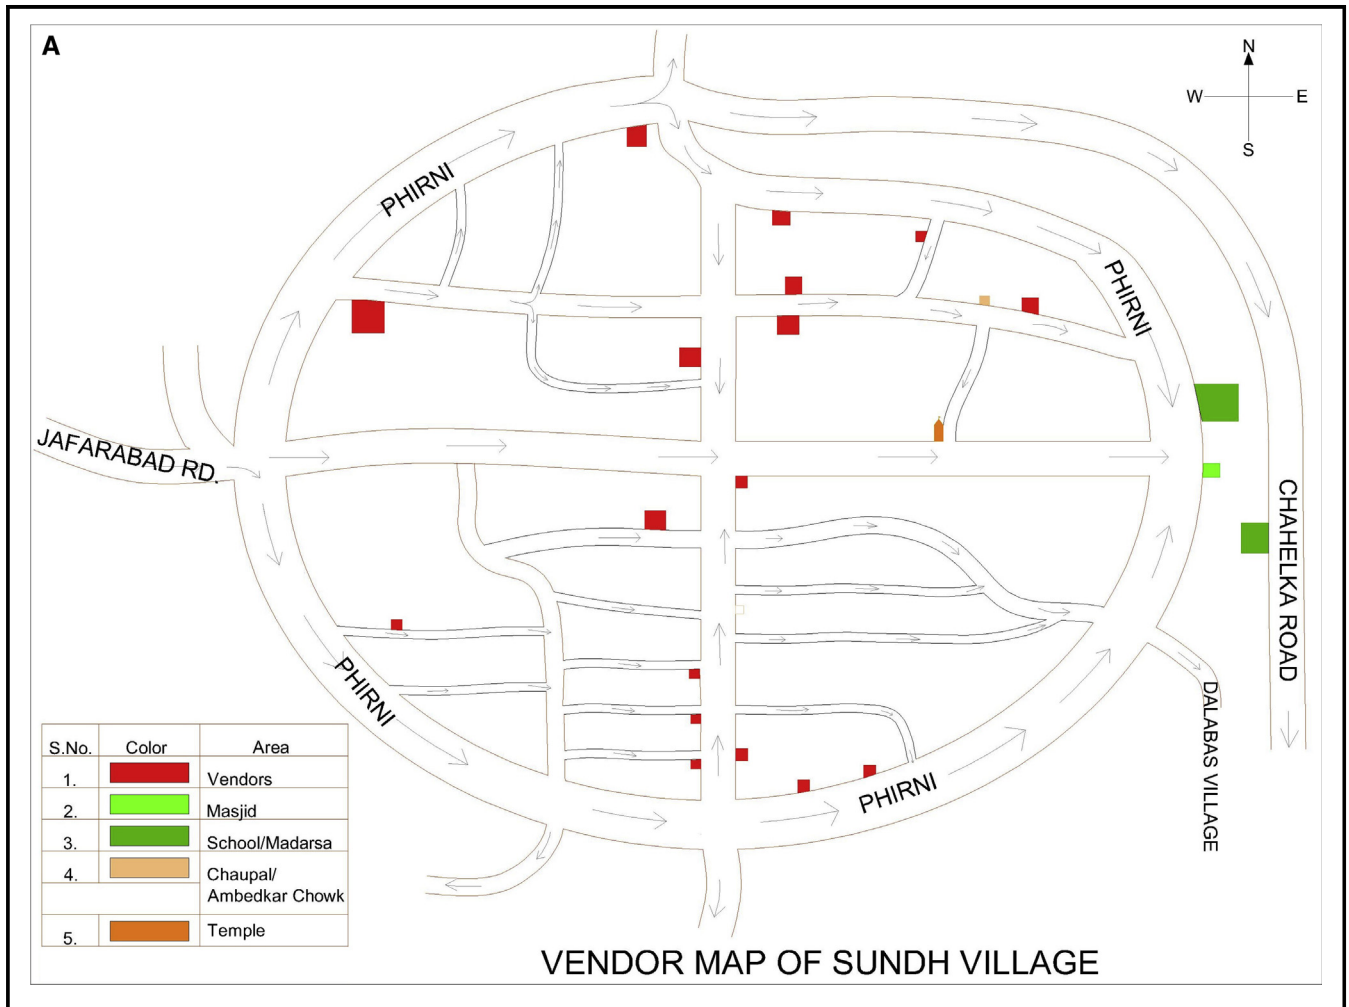 A
N
W E
S
PHIRNI
PHIRNI
JAFARABAD RD.
CHAHELKA ROAD
PHIRNI
DALABAS VILLAGE
PHIRNI
S.No. Color Area
1. Vendors
2. Masjid
3. School/Madarsa
4. Chaupal/
Ambedkar Chowk
5. Temple
VENDOR MAP OF SUNDH VILLAGE